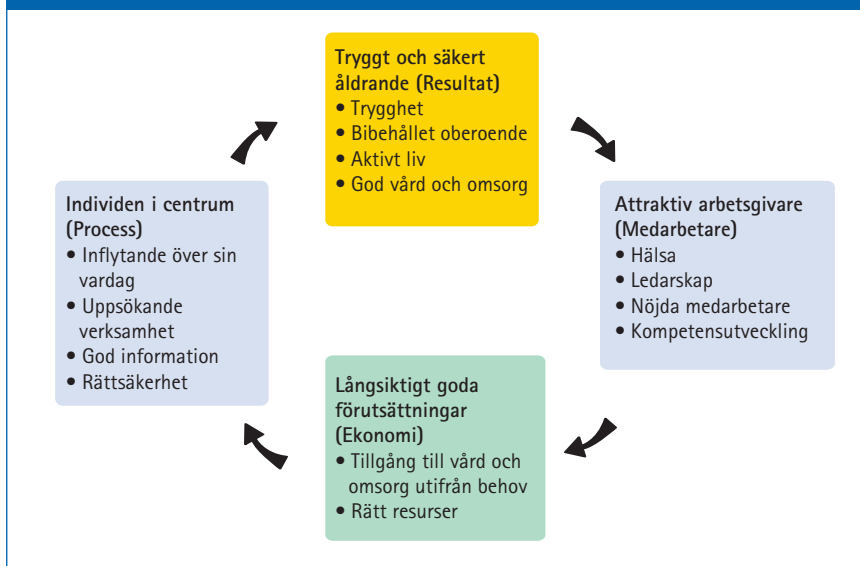 Tryggt och säkert
åldrande (Resultat)
• Trygghet
• Bibehållet oberoende
• Aktivt liv
• God vård och omsorg
Individen i centrum
(Process)
• Inflytande över sin
vardag
• Uppsökande
verksamhet
• God information
• Rättsäkerhet
Attraktiv arbetsgivare
(Medarbetare)
• Hälsa
• Ledarskap
• Nöjda medarbetare
• Kompetensutveckling
Långsiktigt goda
förutsättningar
(Ekonomi)
• Tillgång till vård och
omsorg utifrån behov
• Rätt resurser